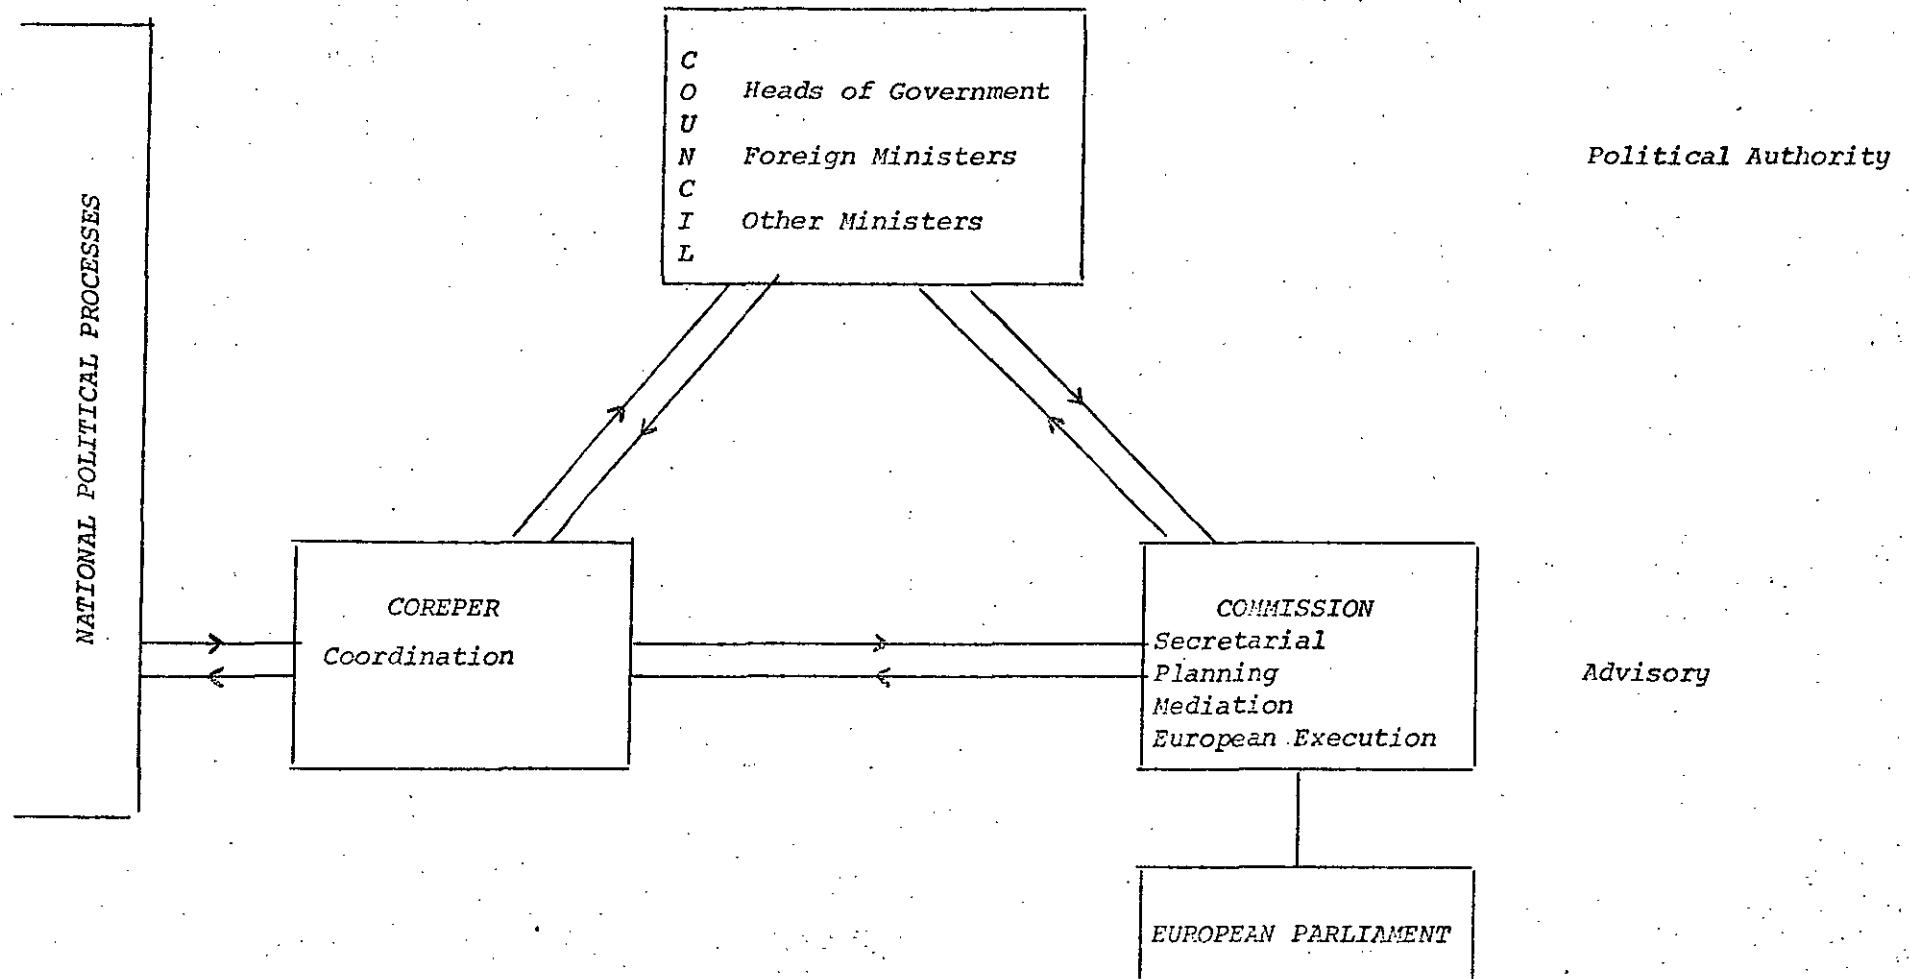 C
O
U
N
C
I
L
Heads of Government
Foreign Ministers
Other Ministers
Political Authority
NATIONAL POLITICAL PROCESSES
COREPER
Coordination
COMMISSION
Secretarial
Planning
Mediation
European Execution
Advisory
EUROPEAN PARLIAMENT